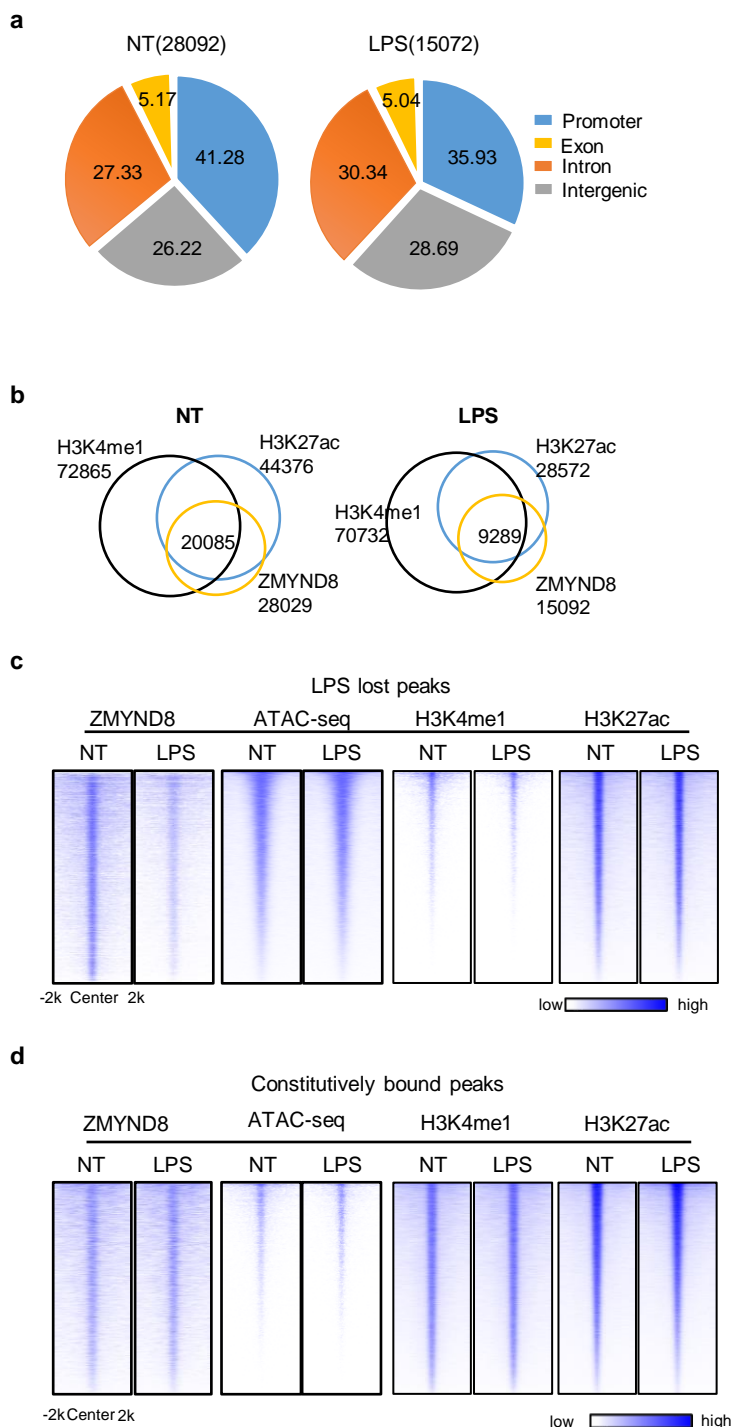 a
NT(28092)
LPS(15072)
5.17
41.28
27.33
26.22
5.04
35.93
30.34
28.69
Promoter
Exon
Intron
Intergenic
b
NT
H3K4me1
72865
H3K27ac
44376
20085
ZMYND8
28029
LPS
H3K27ac
28572
H3K4me1
70732
9289
ZMYND8
15092
c
LPS lost peaks
ZMYND8 ATAC-seq H3K4me1 H3K27ac
NT LPS NT LPS NT LPS NT LPS
-2k Center 2k
low high
d
Constitutively bound peaks
ZMYND8 ATAC-seq H3K4me1 H3K27ac
NT LPS NT LPS NT LPS NT LPS
-2k Center 2k
low high